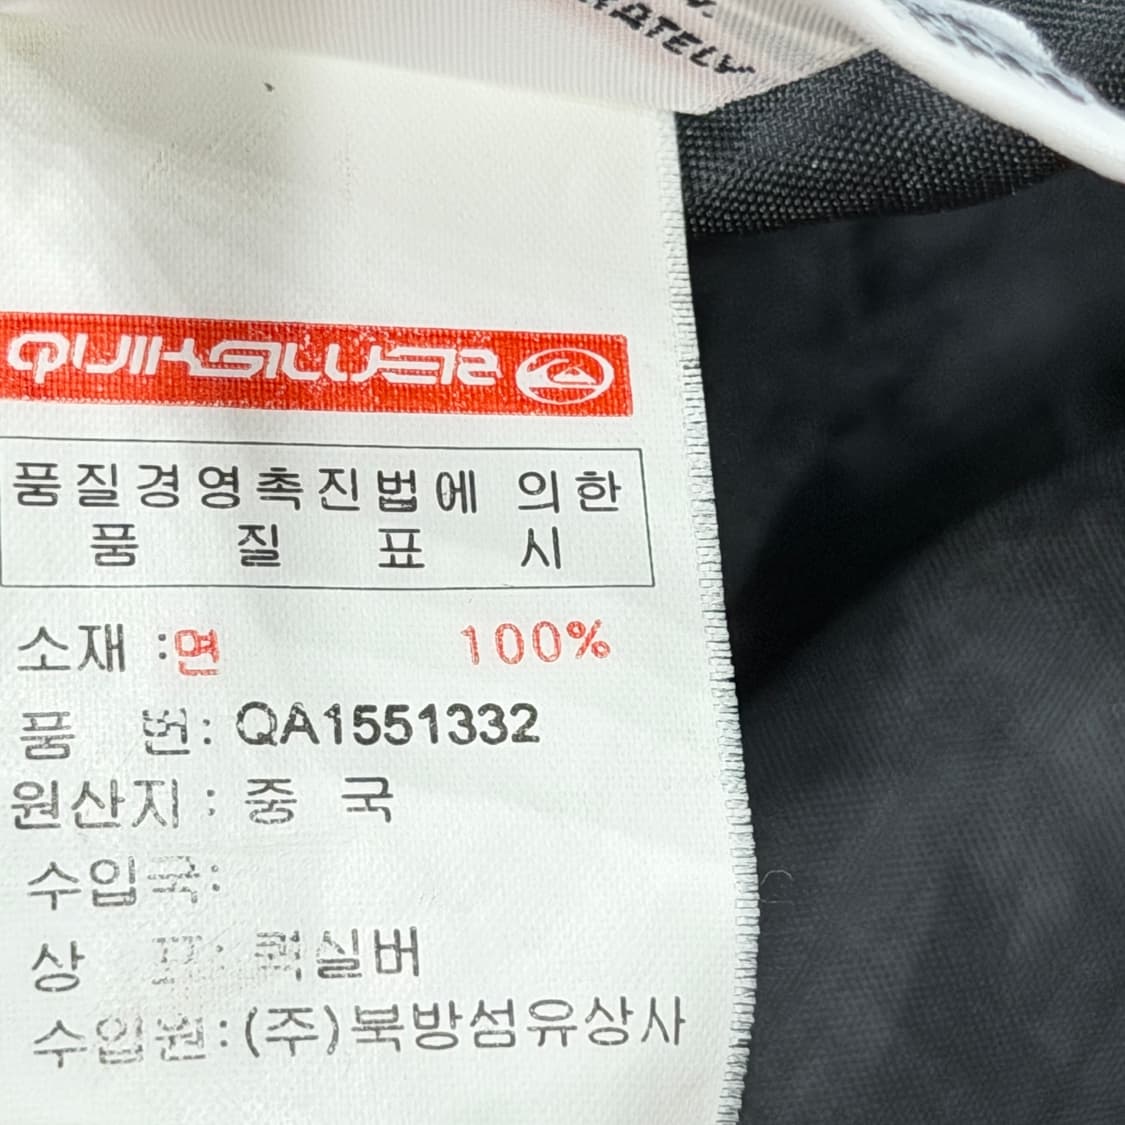 RATELY
QUIKSILVER
품질경영촉진법에 의한
품 질 표 시
소재 :면 100%
품 번: QA1551332
원산지 : 중 국
수입국:
상 표: 퀵실버
수입원:(주)북방섬유상사